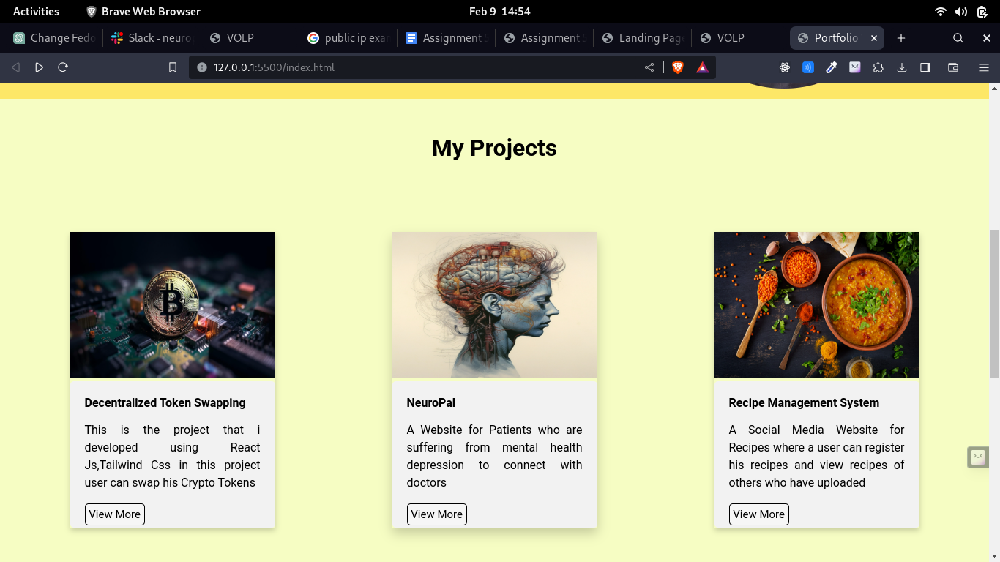 Activities
Brave Web Browser
Feb 9 14:54
Change Fedo
Slack - neurop
VOLP
public ip exam
Assignment 5
Assignment 5
Landing Page
VOLP
Portfolio
127.0.0.1:5500/index.html
My Projects
Decentralized Token Swapping
This is the project that i
developed using React
Js,Tailwind Css in this project
user can swap his Crypto Tokens
View More
NeuroPal
A Website for Patients who are
suffering from mental health
depression to connect with
doctors
View More
Recipe Management System
A Social Media Website for
Recipes where a user can register
his recipes and view recipes of
others who have uploaded
View More